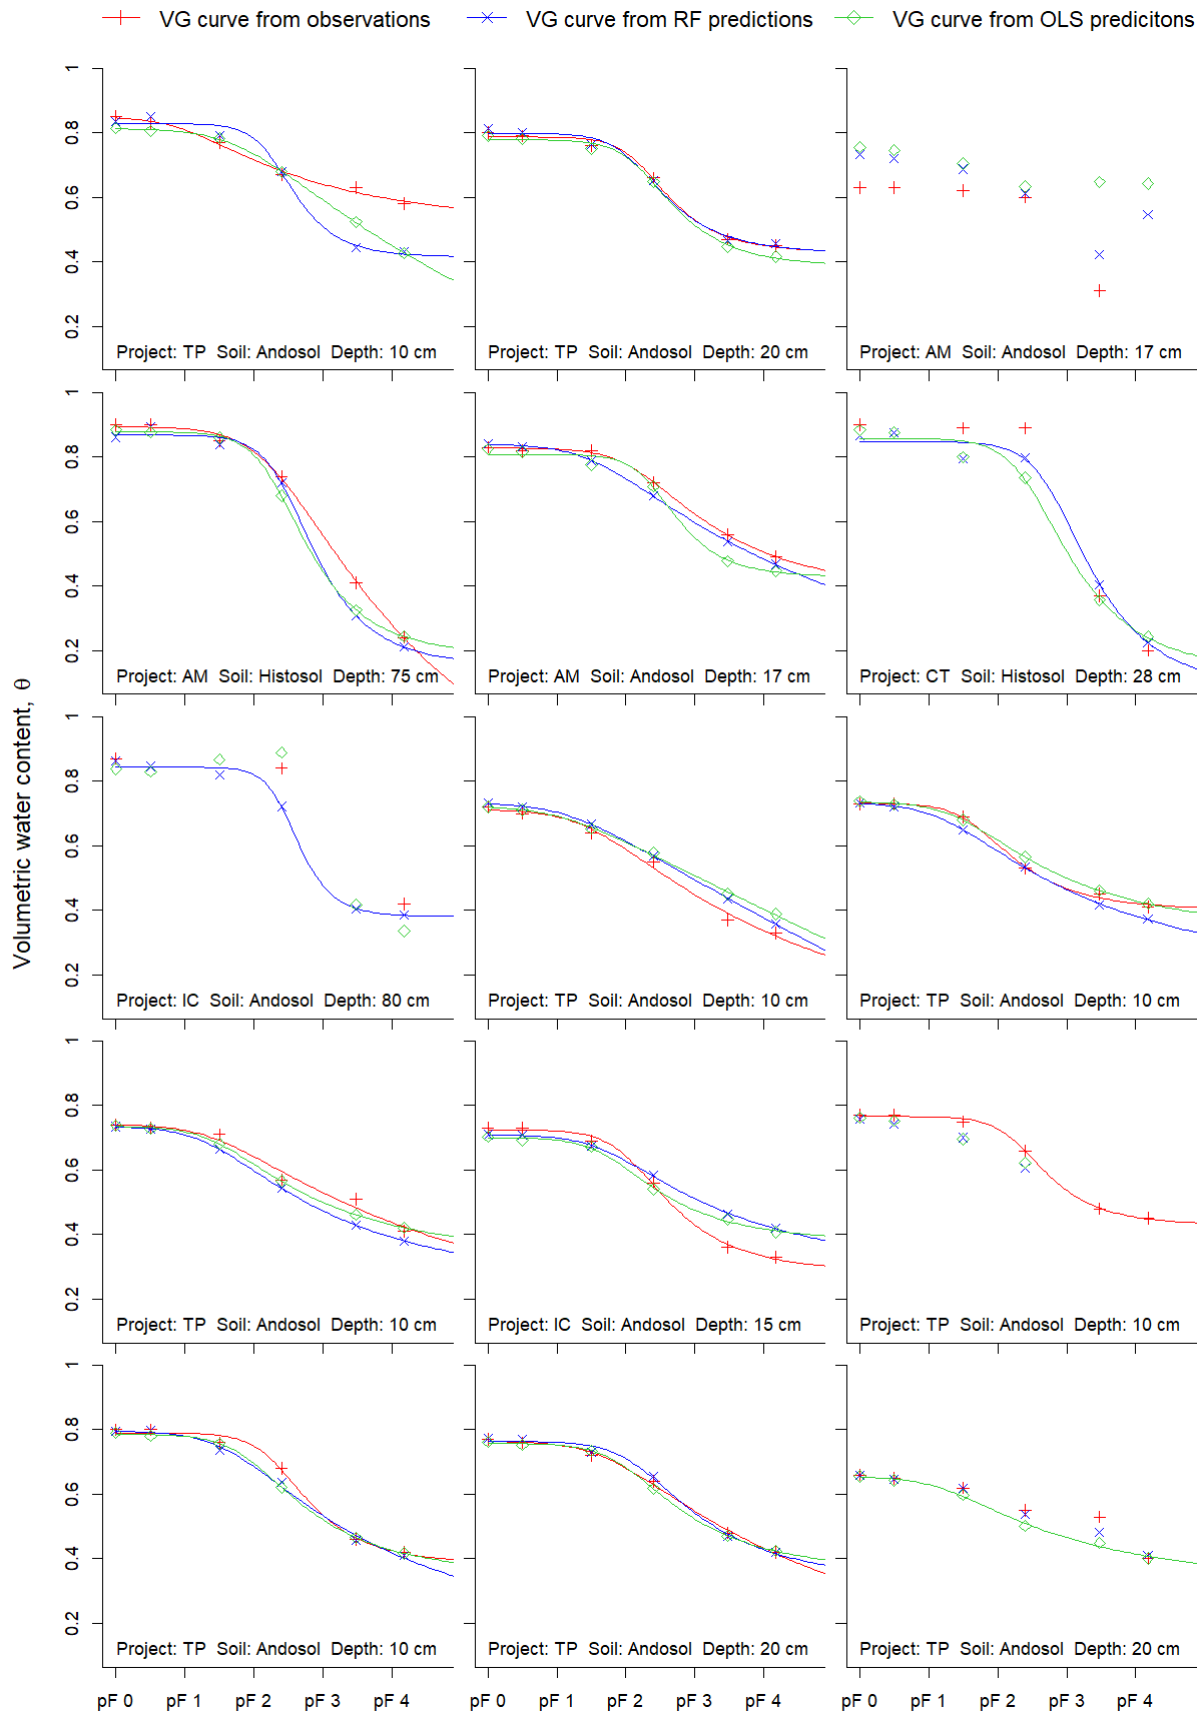 VG curve from observations VG curve from RF predictions VG curve from OLS predicitons
Volumetric water content, θ
1
0.8
0.6
0.4
0.2
Project: TP Soil: Andosol Depth: 10 cm
Project: TP Soil: Andosol Depth: 20 cm
Project: AM Soil: Andosol Depth: 17 cm
1
0.8
0.6
0.4
0.2
Project: AM Soil: Histosol Depth: 75 cm
Project: AM Soil: Andosol Depth: 17 cm
Project: CT Soil: Histosol Depth: 28 cm
1
0.8
0.6
0.4
0.2
Project: IC Soil: Andosol Depth: 80 cm
Project: TP Soil: Andosol Depth: 10 cm
Project: TP Soil: Andosol Depth: 10 cm
1
0.8
0.6
0.4
0.2
Project: TP Soil: Andosol Depth: 10 cm
Project: IC Soil: Andosol Depth: 15 cm
Project: TP Soil: Andosol Depth: 10 cm
1
0.8
0.6
0.4
0.2
Project: TP Soil: Andosol Depth: 10 cm
Project: TP Soil: Andosol Depth: 20 cm
Project: TP Soil: Andosol Depth: 20 cm
pF 0 pF 1 pF 2 pF 3 pF 4
pF 0 pF 1 pF 2 pF 3 pF 4
pF 0 pF 1 pF 2 pF 3 pF 4